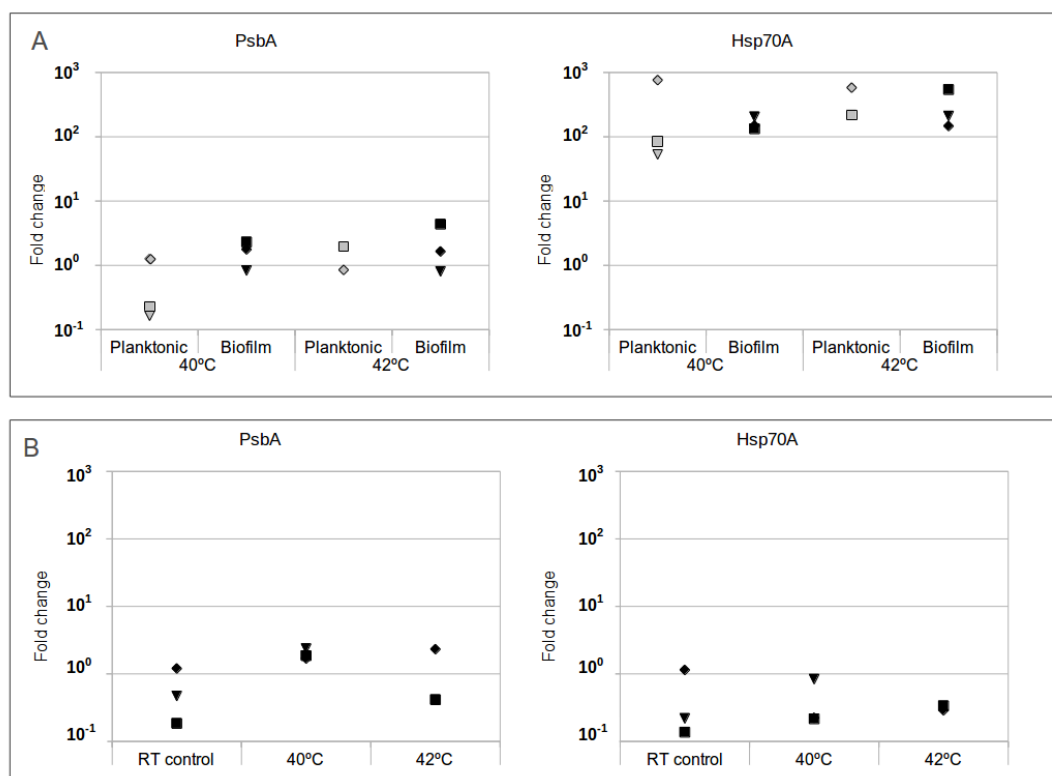 A
PsbA
Hsp70A
Fold change
10³
10²
10¹
10⁰
10⁻¹
Planktonic Biofilm Planktonic Biofilm
40ºC 42ºC
Fold change
10³
10²
10¹
10⁰
10⁻¹
Planktonic Biofilm Planktonic Biofilm
40ºC 42ºC
B
PsbA
Hsp70A
Fold change
10³
10²
10¹
10⁰
10⁻¹
RT control 40ºC 42ºC
Fold change
10³
10²
10¹
10⁰
10⁻¹
RT control 40ºC 42ºC